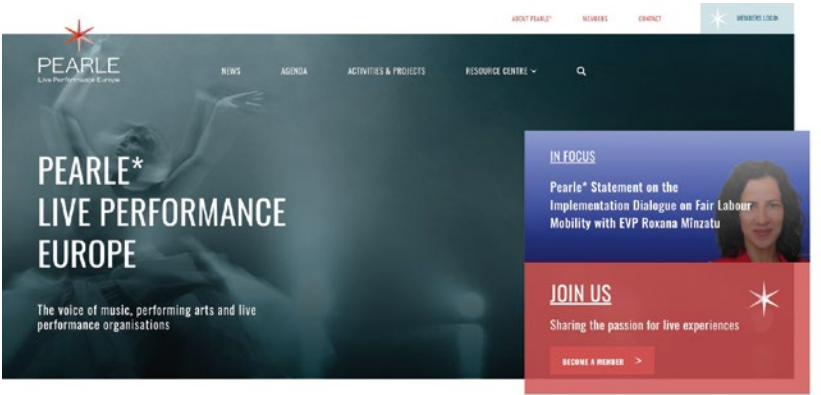 ABOUT PEARLE*
MEMBERS
CONTACT
MEMBERS LOGIN
PEARLE
Live Performance Europe
NEWS
AGENDA
ACTIVITIES & PROJECTS
RESOURCE CENTRE
PEARLE*
LIVE PERFORMANCE
EUROPE
The voice of music, performing arts and live
performance organisations
IN FOCUS
Pearle* Statement on the
Implementation Dialogue on Fair Labour
Mobility with EVP Roxana Mînzatu
JOIN US
Sharing the passion for live experiences
BECOME A MEMBER >